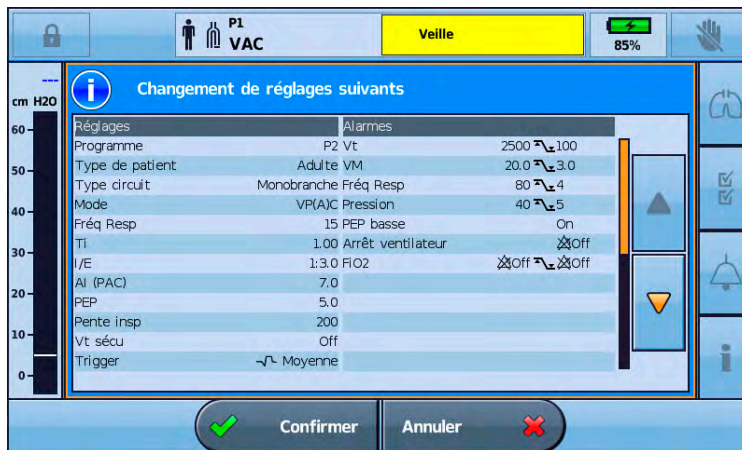 P1
VAC
Veille
85%
---
cm H2O
60
50
40
30
20
10
0
i Changement de réglages suivants
Réglages Alarmes
Programme P2 Vt 2500 100
Type de patient Adulte VM 20.0 3.0
Type circuit Monobranche Fréq Resp 80 4
Mode VP(A)C Pression 40 5
Fréq Resp 15 PEP basse On
Ti 1.00 Arrêt ventilateur Off
I/E 1:3.0 FiO2 Off Off
AI (PAC) 7.0
PEP 5.0
Pente insp 200
Vt sécu Off
Trigger Moyenne
i
Confirmer Annuler